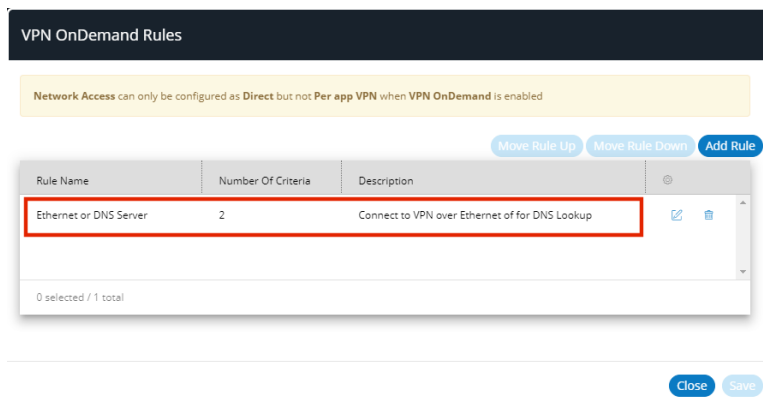 VPN OnDemand Rules
Network Access can only be configured as Direct but not Per app VPN when VPN OnDemand is enabled
Move Rule Up Move Rule Down Add Rule
Rule Name Number Of Criteria Description
Ethernet or DNS Server 2 Connect to VPN over Ethernet of for DNS Lookup
0 selected / 1 total
Close Save